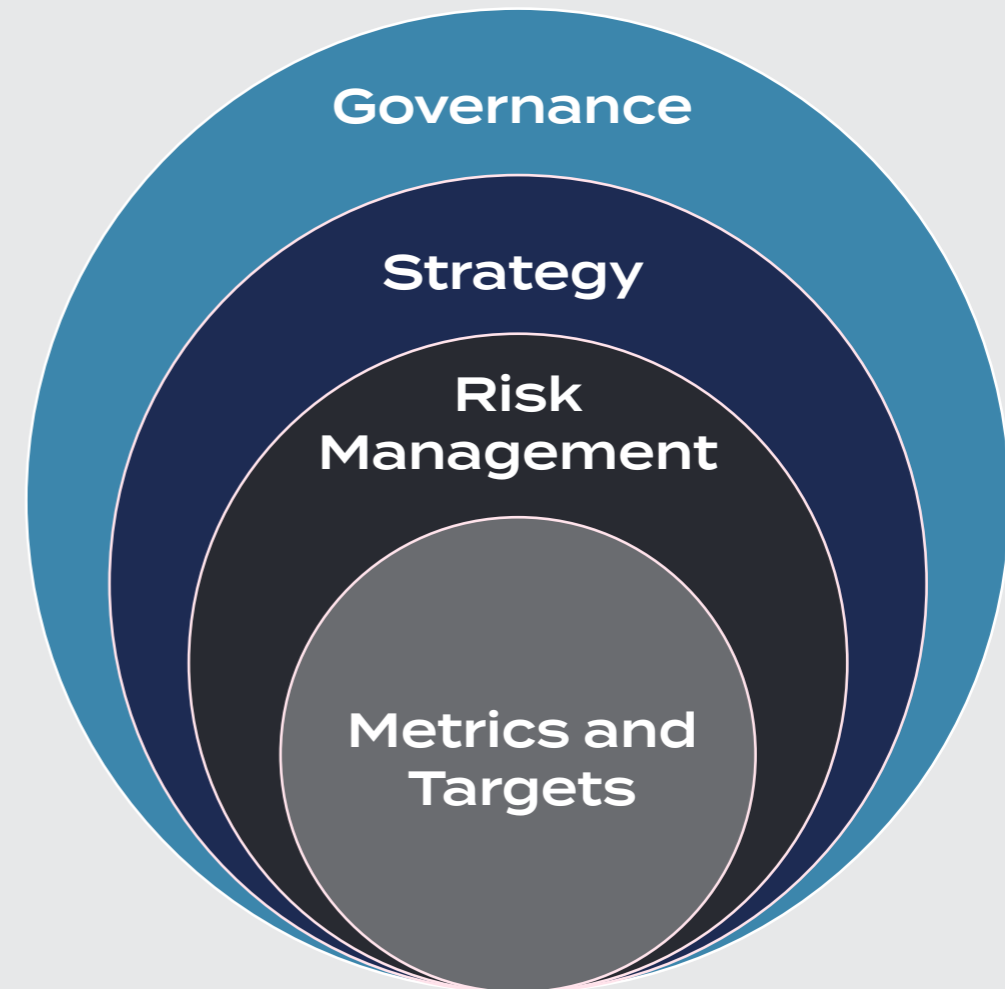 Governance
Strategy
Risk
Management
Metrics and
Targets